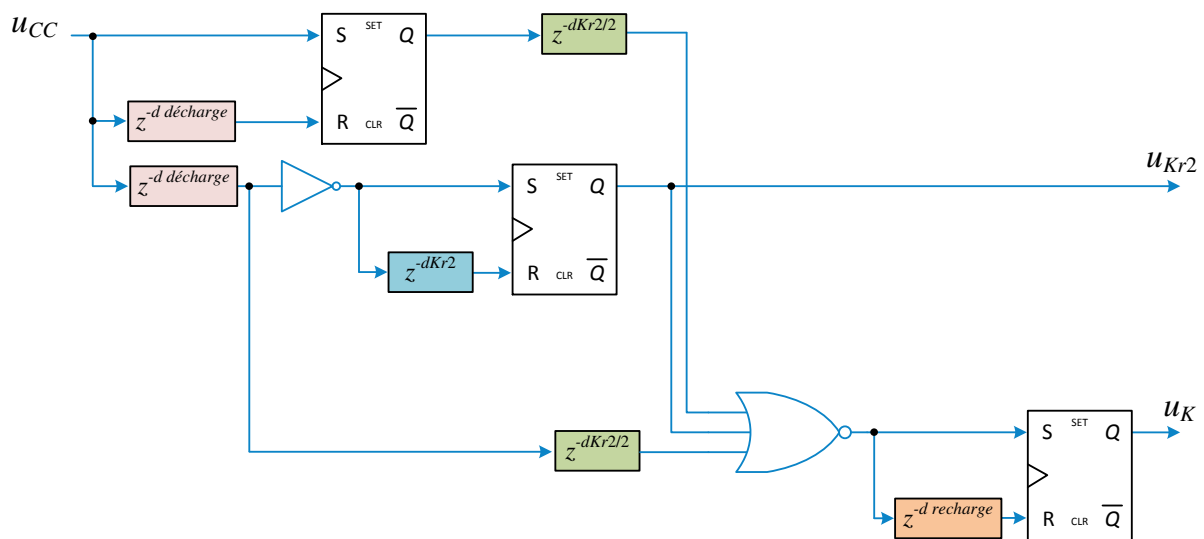 u_CC
S SET Q
z^-dKr2/2
z^-d décharge
R CLR Q̅
z^-d décharge
S SET Q
u_Kr2
z^-dKr2
R CLR Q̅
u_K
S SET Q
z^-dKr2/2
z^-d recharge
R CLR Q̅